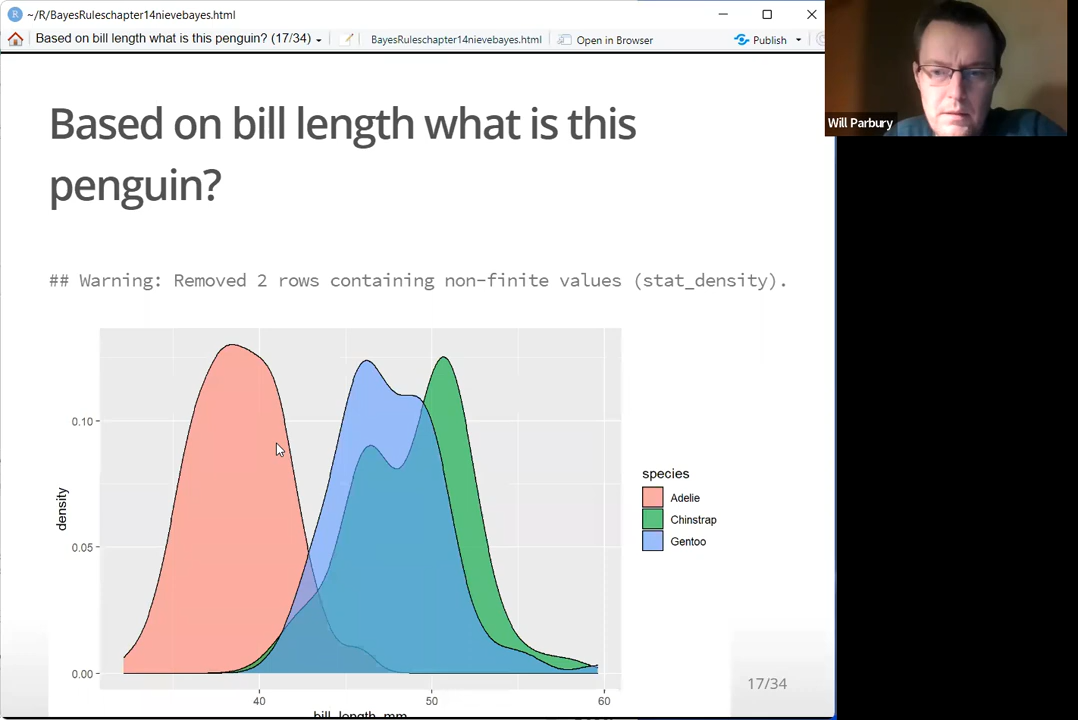 ~/R/BayesRuleschapter14nievebayes.html
Based on bill length what is this penguin? (17/34)
BayesRuleschapter14nievebayes.html
Open in Browser
Publish
Will Parbury
Based on bill length what is this
penguin?
## Warning: Removed 2 rows containing non-finite values (stat_density).
density
0.10
0.05
0.00
40
50
60
bill_length_mm
species
Adelie
Chinstrap
Gentoo
17/34